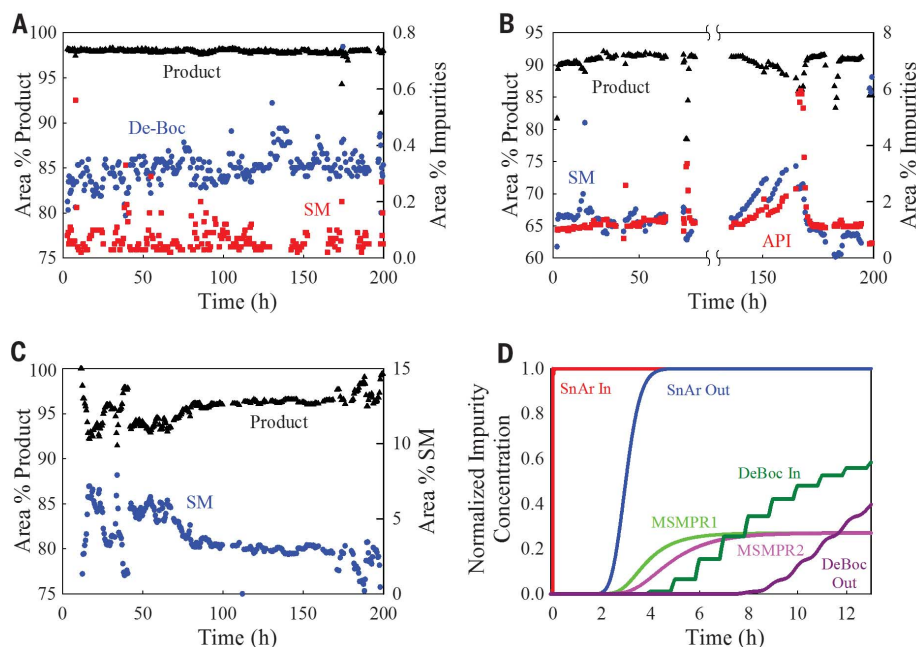 A
100
95
90
85
80
75
Area % Product
0.8
0.6
0.4
0.2
0.0
Area % Impurities
Product
De-Boc
SM
0
50
100
150
200
Time (h)
B
95
90
85
80
75
70
65
60
Area % Product
8
6
4
2
0
Area % Impurities
Product
SM
API
0
50
150
200
Time (h)
C
100
95
90
85
80
75
Area % Product
15
10
5
0
Area % SM
Product
SM
0
50
100
150
200
Time (h)
D
1.0
0.8
0.6
0.4
0.2
0.0
Normalized Impurity
Concentration
SnAr In
SnAr Out
DeBoc In
MSMPR1
MSMPR2
DeBoc
Out
0
2
4
6
8
10
12
Time (h)